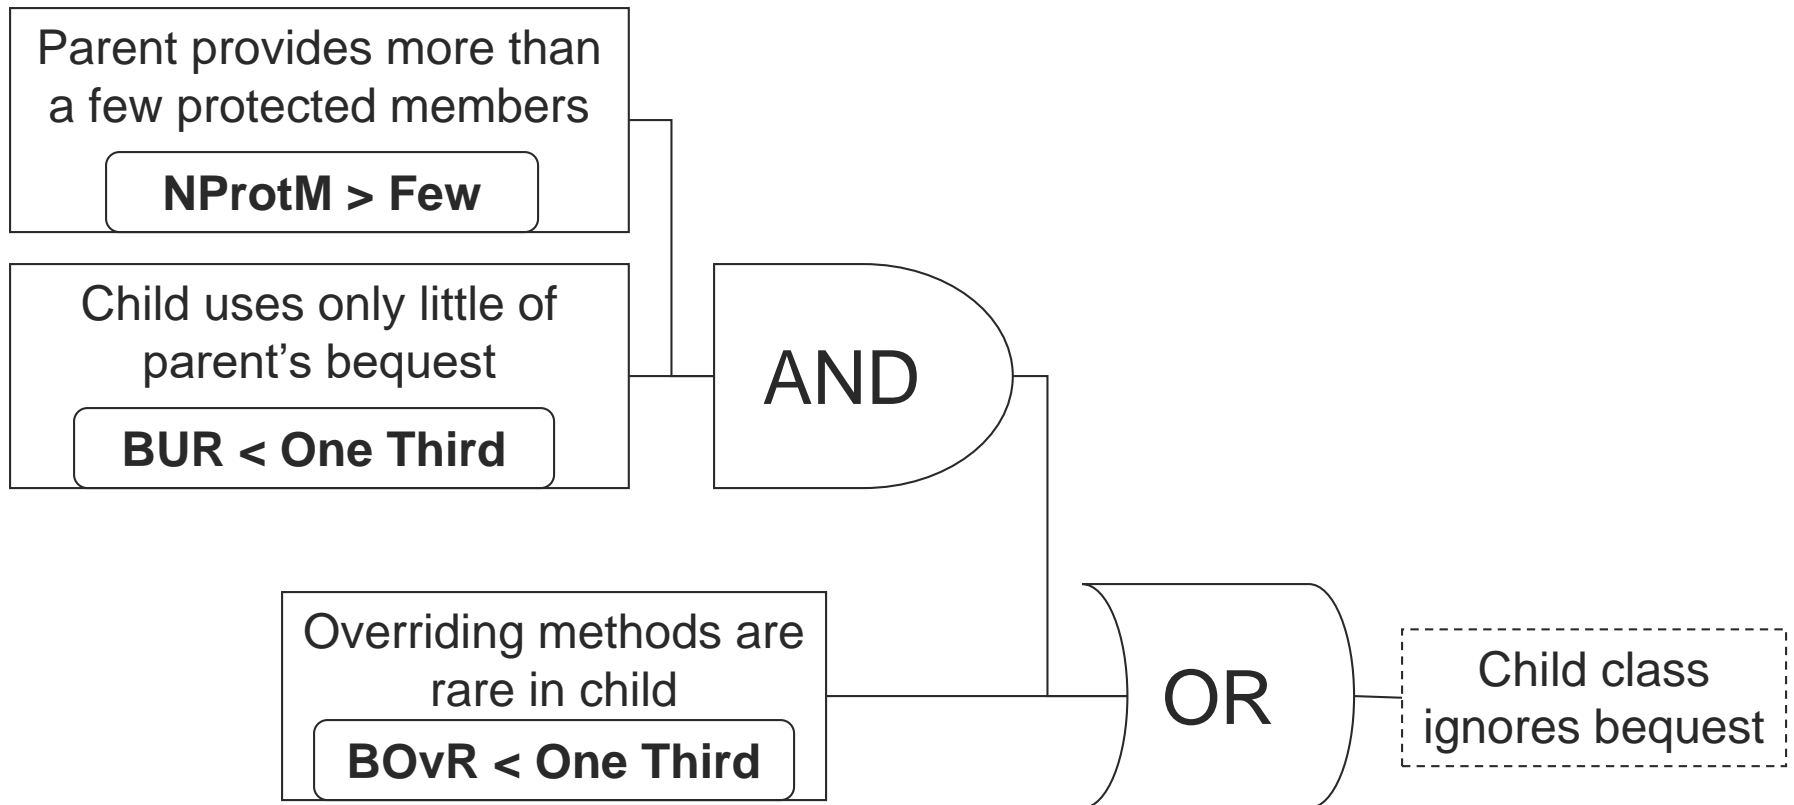 Parent provides more than
a few protected members
NProtM > Few
Child uses only little of
parent’s bequest
BUR < One Third
AND
Overriding methods are
rare in child
BOvR < One Third
OR
Child class
ignores bequest